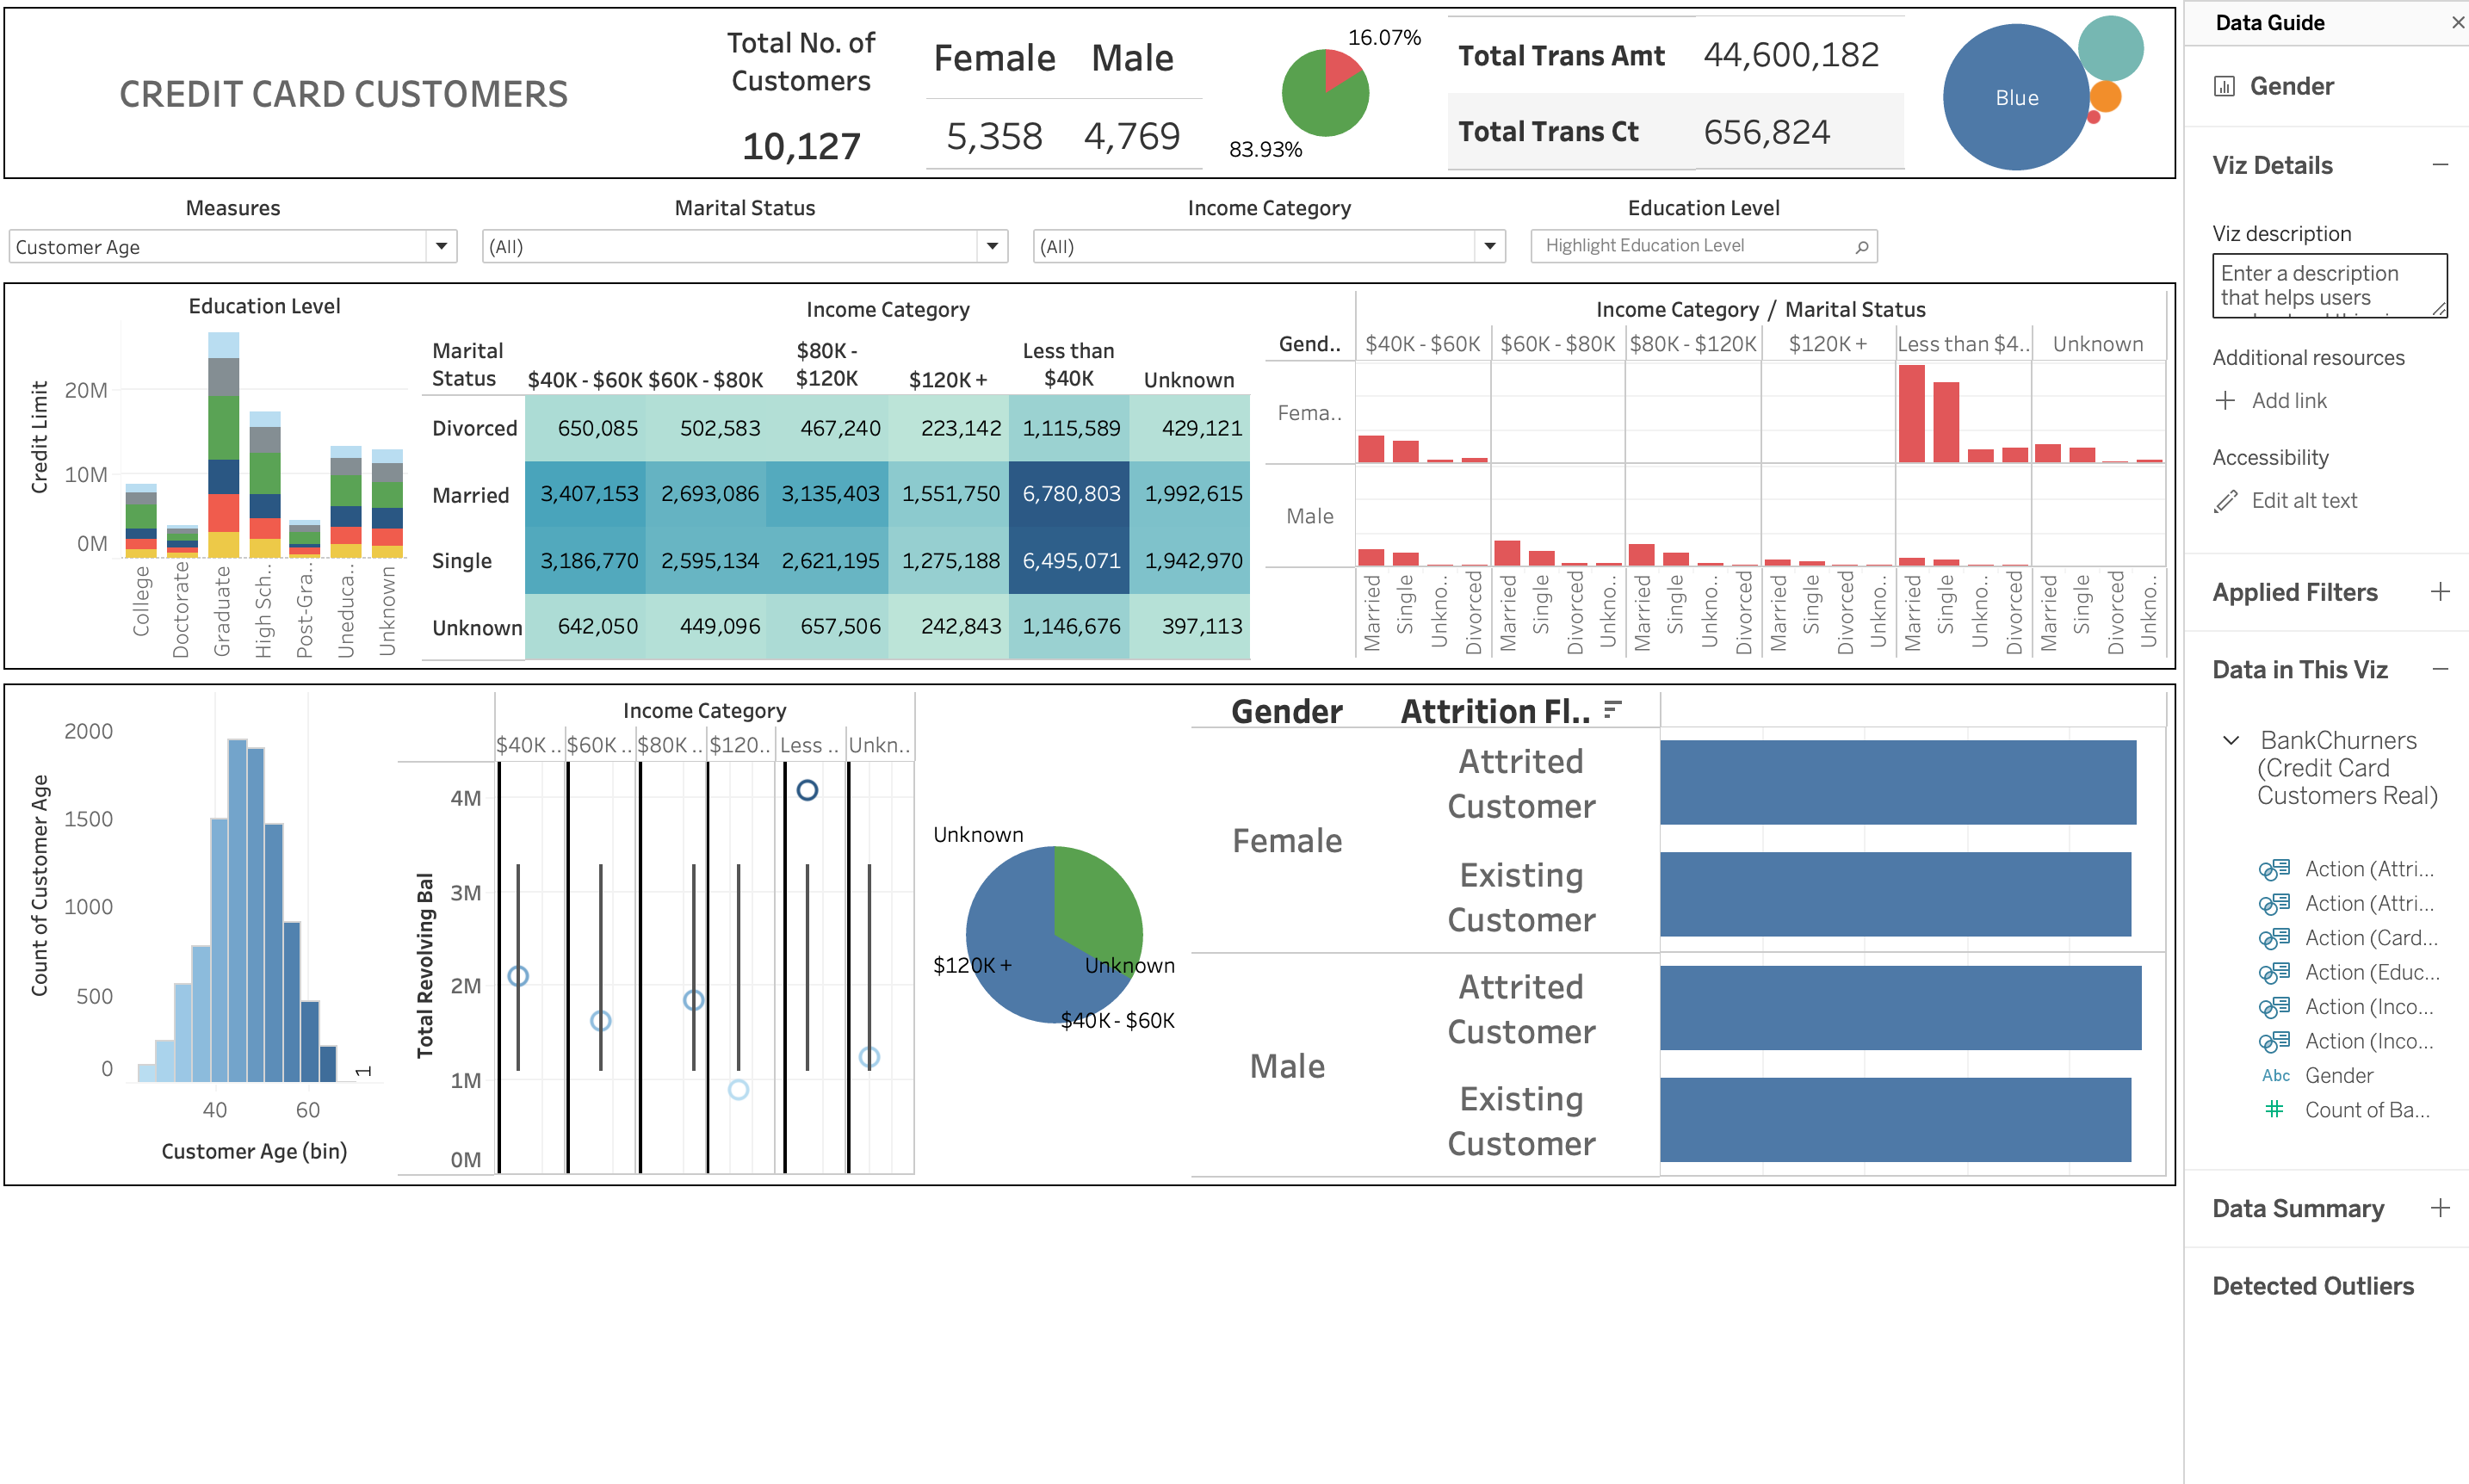 CREDIT CARD CUSTOMERS
Total No. of
Customers
10,127
Female Male
5,358 4,769
16.07%
83.93%
Total Trans Amt 44,600,182
Total Trans Ct 656,824
Blue
Measures
Customer Age
Marital Status
(All)
Income Category
(All)
Education Level
Highlight Education Level
Education Level
Credit Limit
20M
10M
0M
College
Doctorate
Graduate
High Sch..
Post-Gra..
Uneduca..
Unknown
Income Category
Marital
Status
$40K - $60K $60K - $80K $80K - $120K $120K + Less than $40K Unknown
Divorced 650,085 502,583 467,240 223,142 1,115,589 429,121
Married 3,407,153 2,693,086 3,135,403 1,551,750 6,780,803 1,992,615
Single 3,186,770 2,595,134 2,621,195 1,275,188 6,495,071 1,942,970
Unknown 642,050 449,096 657,506 242,843 1,146,676 397,113
Income Category / Marital Status
Gend.. $40K - $60K $60K - $80K $80K - $120K $120K + Less than $4.. Unknown
Fema..
Male
Married Single Unkno.. Divorced Married Single Divorced Unkno.. Married Single Unkno.. Divorced Married Single Divorced Unkno.. Married Single Unkno.. Divorced Married Single Divorced Unkno..
Count of Customer Age
2000
1500
1000
500
0
1
40 60
Customer Age (bin)
Income Category
$40K .. $60K .. $80K .. $120.. Less .. Unkn..
Total Revolving Bal
4M
3M
2M
1M
0M
Unknown
$120K +
Unknown
$40K - $60K
Gender Attrition Fl..
Female
Attrited
Customer
Existing
Customer
Male
Attrited
Customer
Existing
Customer
Data Guide ×
Gender
Viz Details
Viz description
Enter a description
that helps users
Additional resources
Add link
Accessibility
Edit alt text
Applied Filters
Data in This Viz
BankChurners
(Credit Card
Customers Real)
Action (Attri...
Action (Attri...
Action (Card...
Action (Educ...
Action (Inco...
Action (Inco...
Abc Gender
Count of Ba...
Data Summary
Detected Outliers